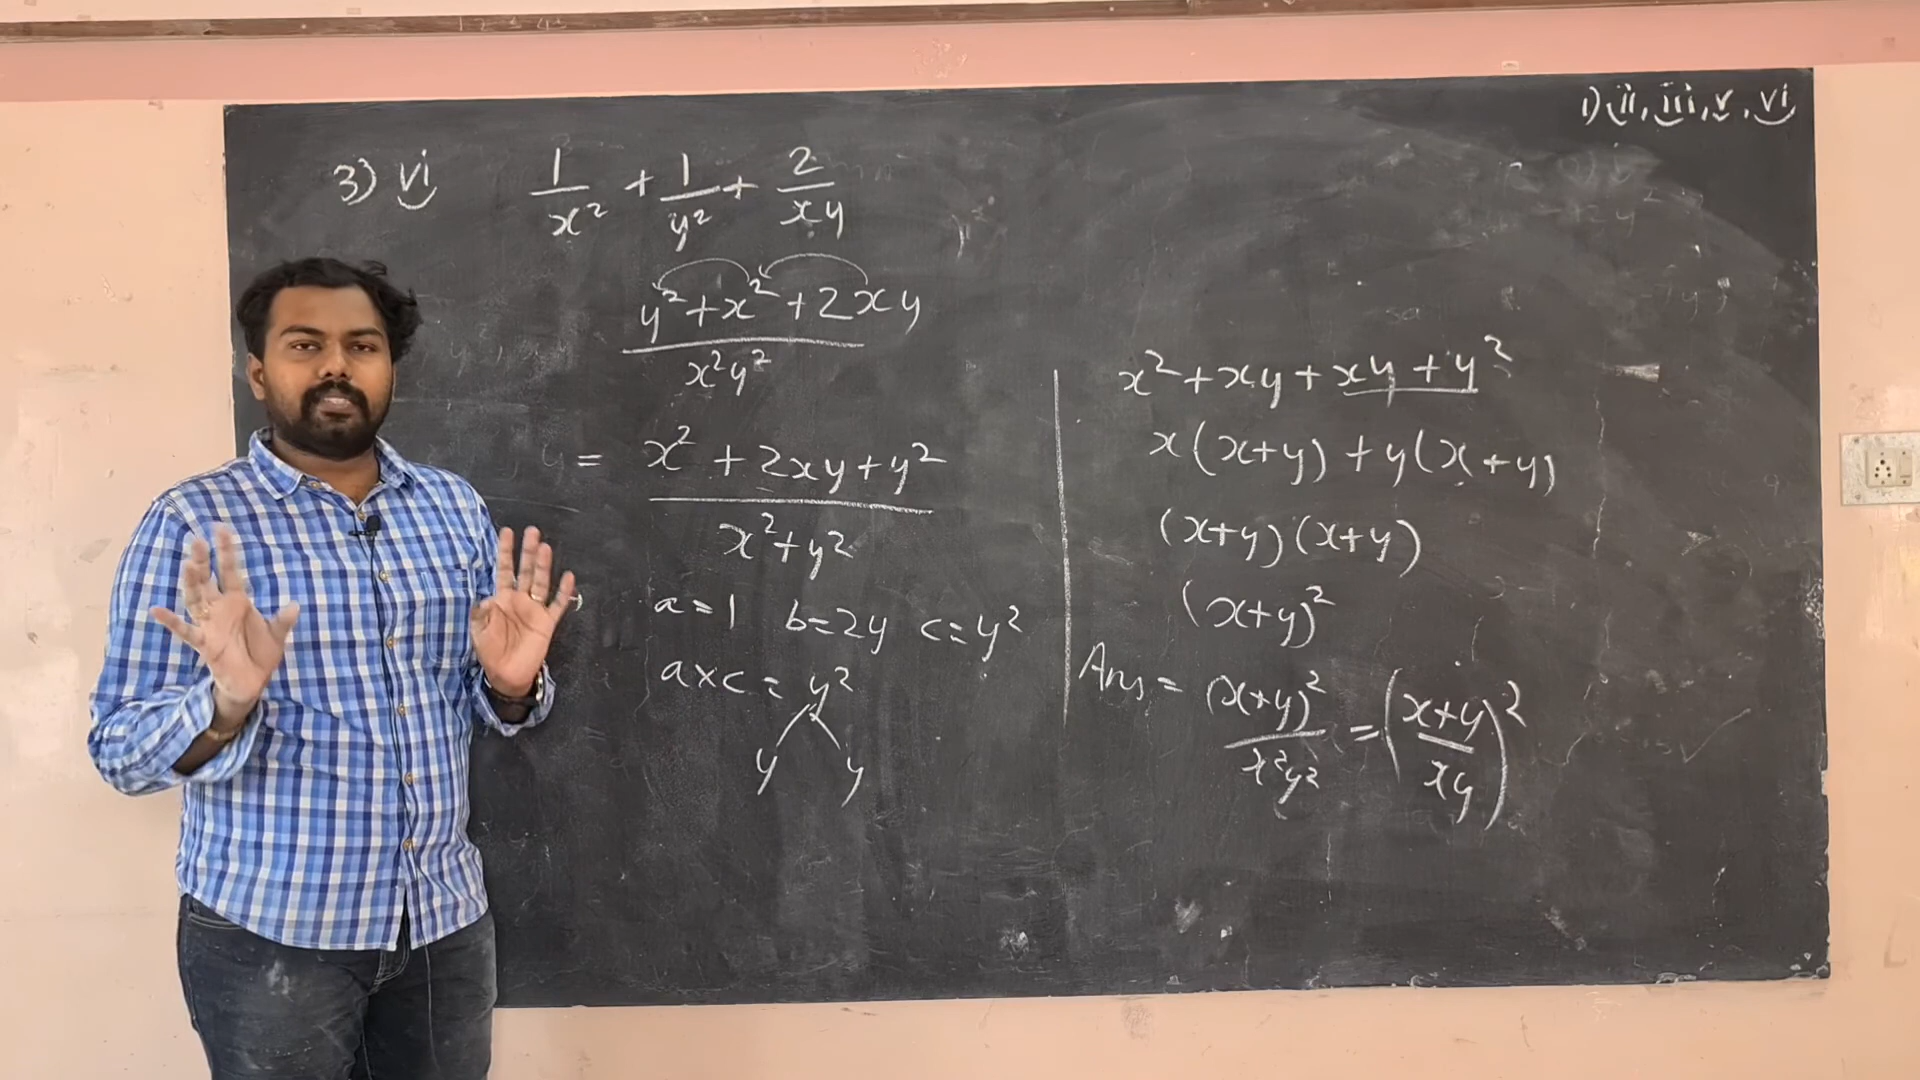 1) ii, iii, v, vi
3) vi 1/x² + 1/y² + 2/xy
y² + x² + 2xy / x²y²
= x² + 2xy + y² / x² + y²
a = 1 b = 2y c = y²
a × c = y²
y y
x² + xy + xy + y²
x(x+y) + y(x+y)
(x+y)(x+y)
(x+y)²
Ans = (x+y)² / x²y² = (x+y / xy)²